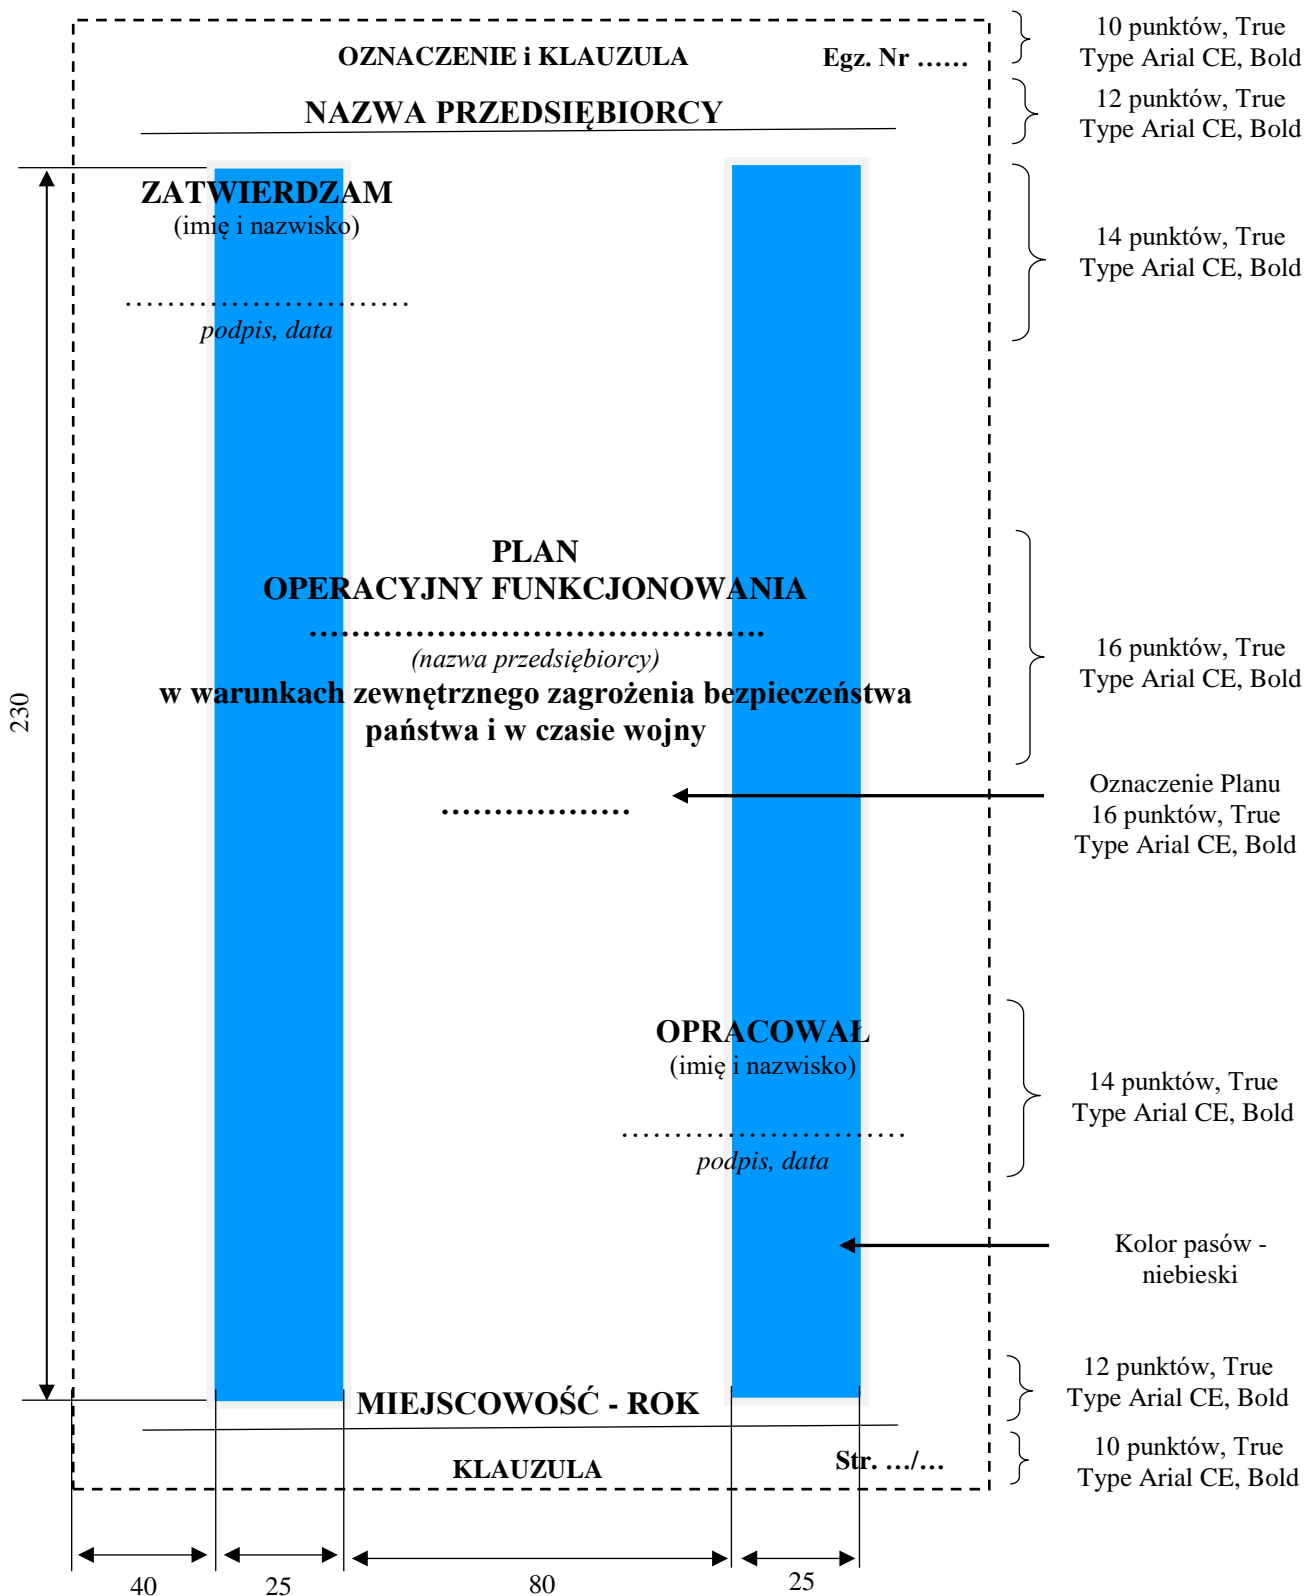 OZNACZENIE i KLAUZULA
Egz. Nr ……
10 punktów, True
Type Arial CE, Bold
NAZWA PRZEDSIĘBIORCY
12 punktów, True
Type Arial CE, Bold
ZATWIERDZAM
(imię i nazwisko)
………………………
podpis, data
14 punktów, True
Type Arial CE, Bold
230
PLAN
OPERACYJNY FUNKCJONOWANIA
…………………………………….
(nazwa przedsiębiorcy)
w warunkach zewnętrznego zagrożenia bezpieczeństwa
państwa i w czasie wojny
16 punktów, True
Type Arial CE, Bold
………………
Oznaczenie Planu
16 punktów, True
Type Arial CE, Bold
OPRACOWAŁ
(imię i nazwisko)
………………………
podpis, data
14 punktów, True
Type Arial CE, Bold
Kolor pasów -
niebieski
MIEJSCOWOŚĆ - ROK
12 punktów, True
Type Arial CE, Bold
KLAUZULA
Str. …/…
10 punktów, True
Type Arial CE, Bold
40
25
80
25